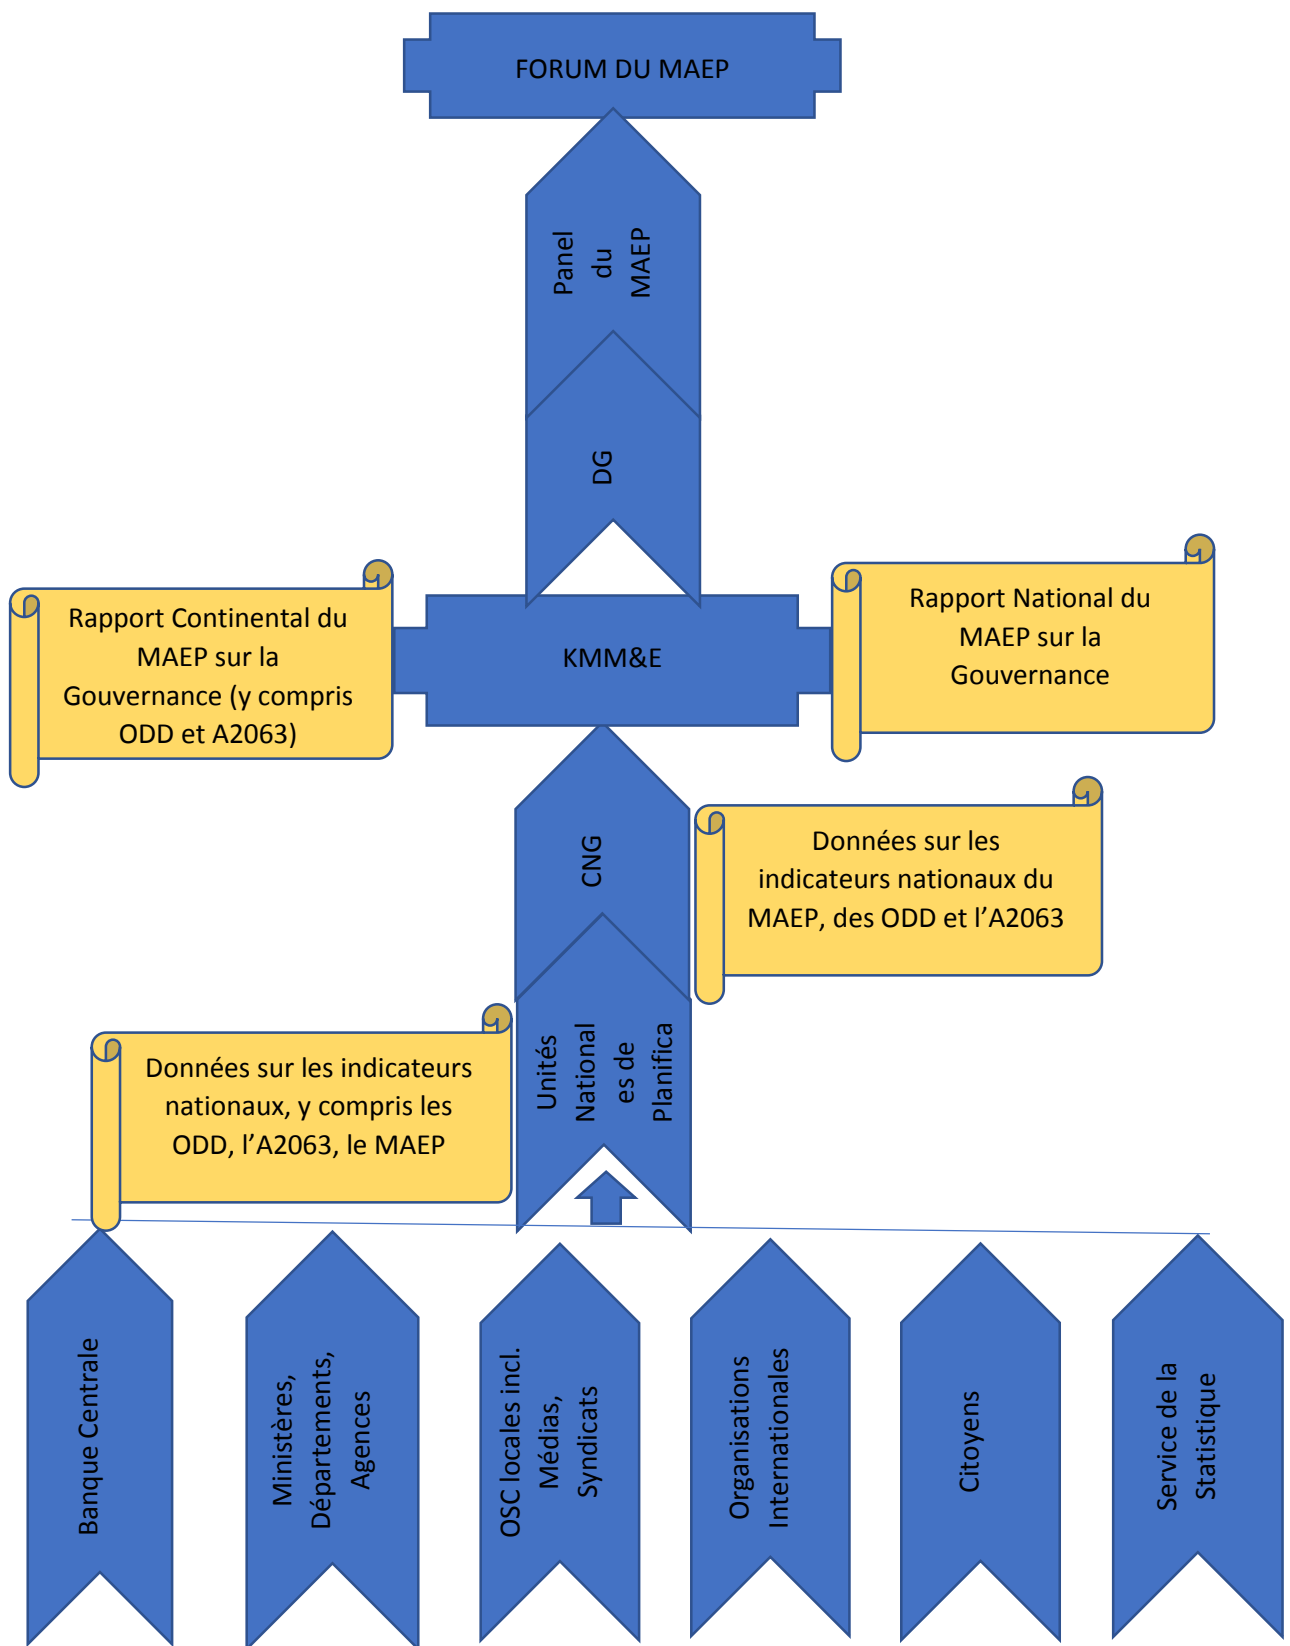 FORUM DU MAEP
Panel
du
MAEP
DG
Rapport Continental du
MAEP sur la
Gouvernance (y compris
ODD et A2063)
KMM&E
Rapport National du
MAEP sur la
Gouvernance
CNG
Données sur les
indicateurs nationaux du
MAEP, des ODD et l’A2063
Unités
National
es de
Planifica
Données sur les indicateurs
nationaux, y compris les
ODD, l’A2063, le MAEP
Banque Centrale
Ministères,
Départements,
Agences
OSC locales incl.
Médias,
Syndicats
Organisations
Internationales
Citoyens
Service de la
Statistique